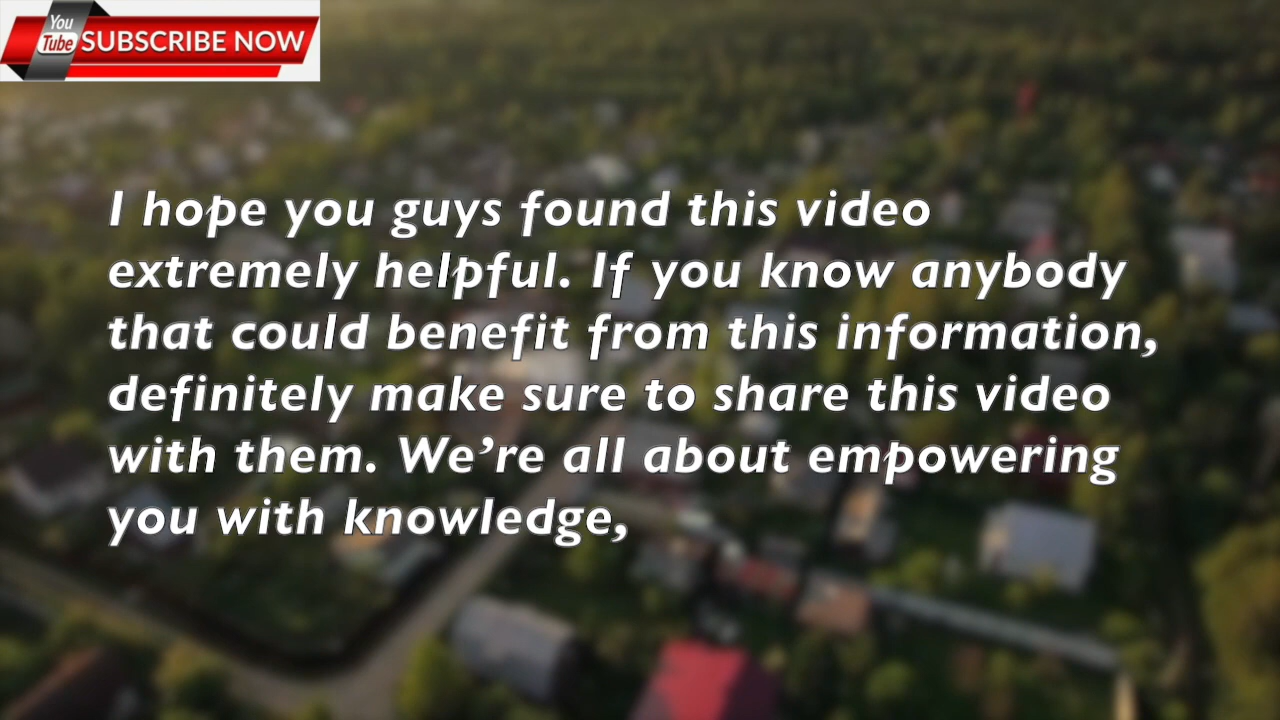 You
Tube
SUBSCRIBE NOW
I hope you guys found this video
extremely helpful. If you know anybody
that could benefit from this information,
definitely make sure to share this video
with them. We’re all about empowering
you with knowledge,